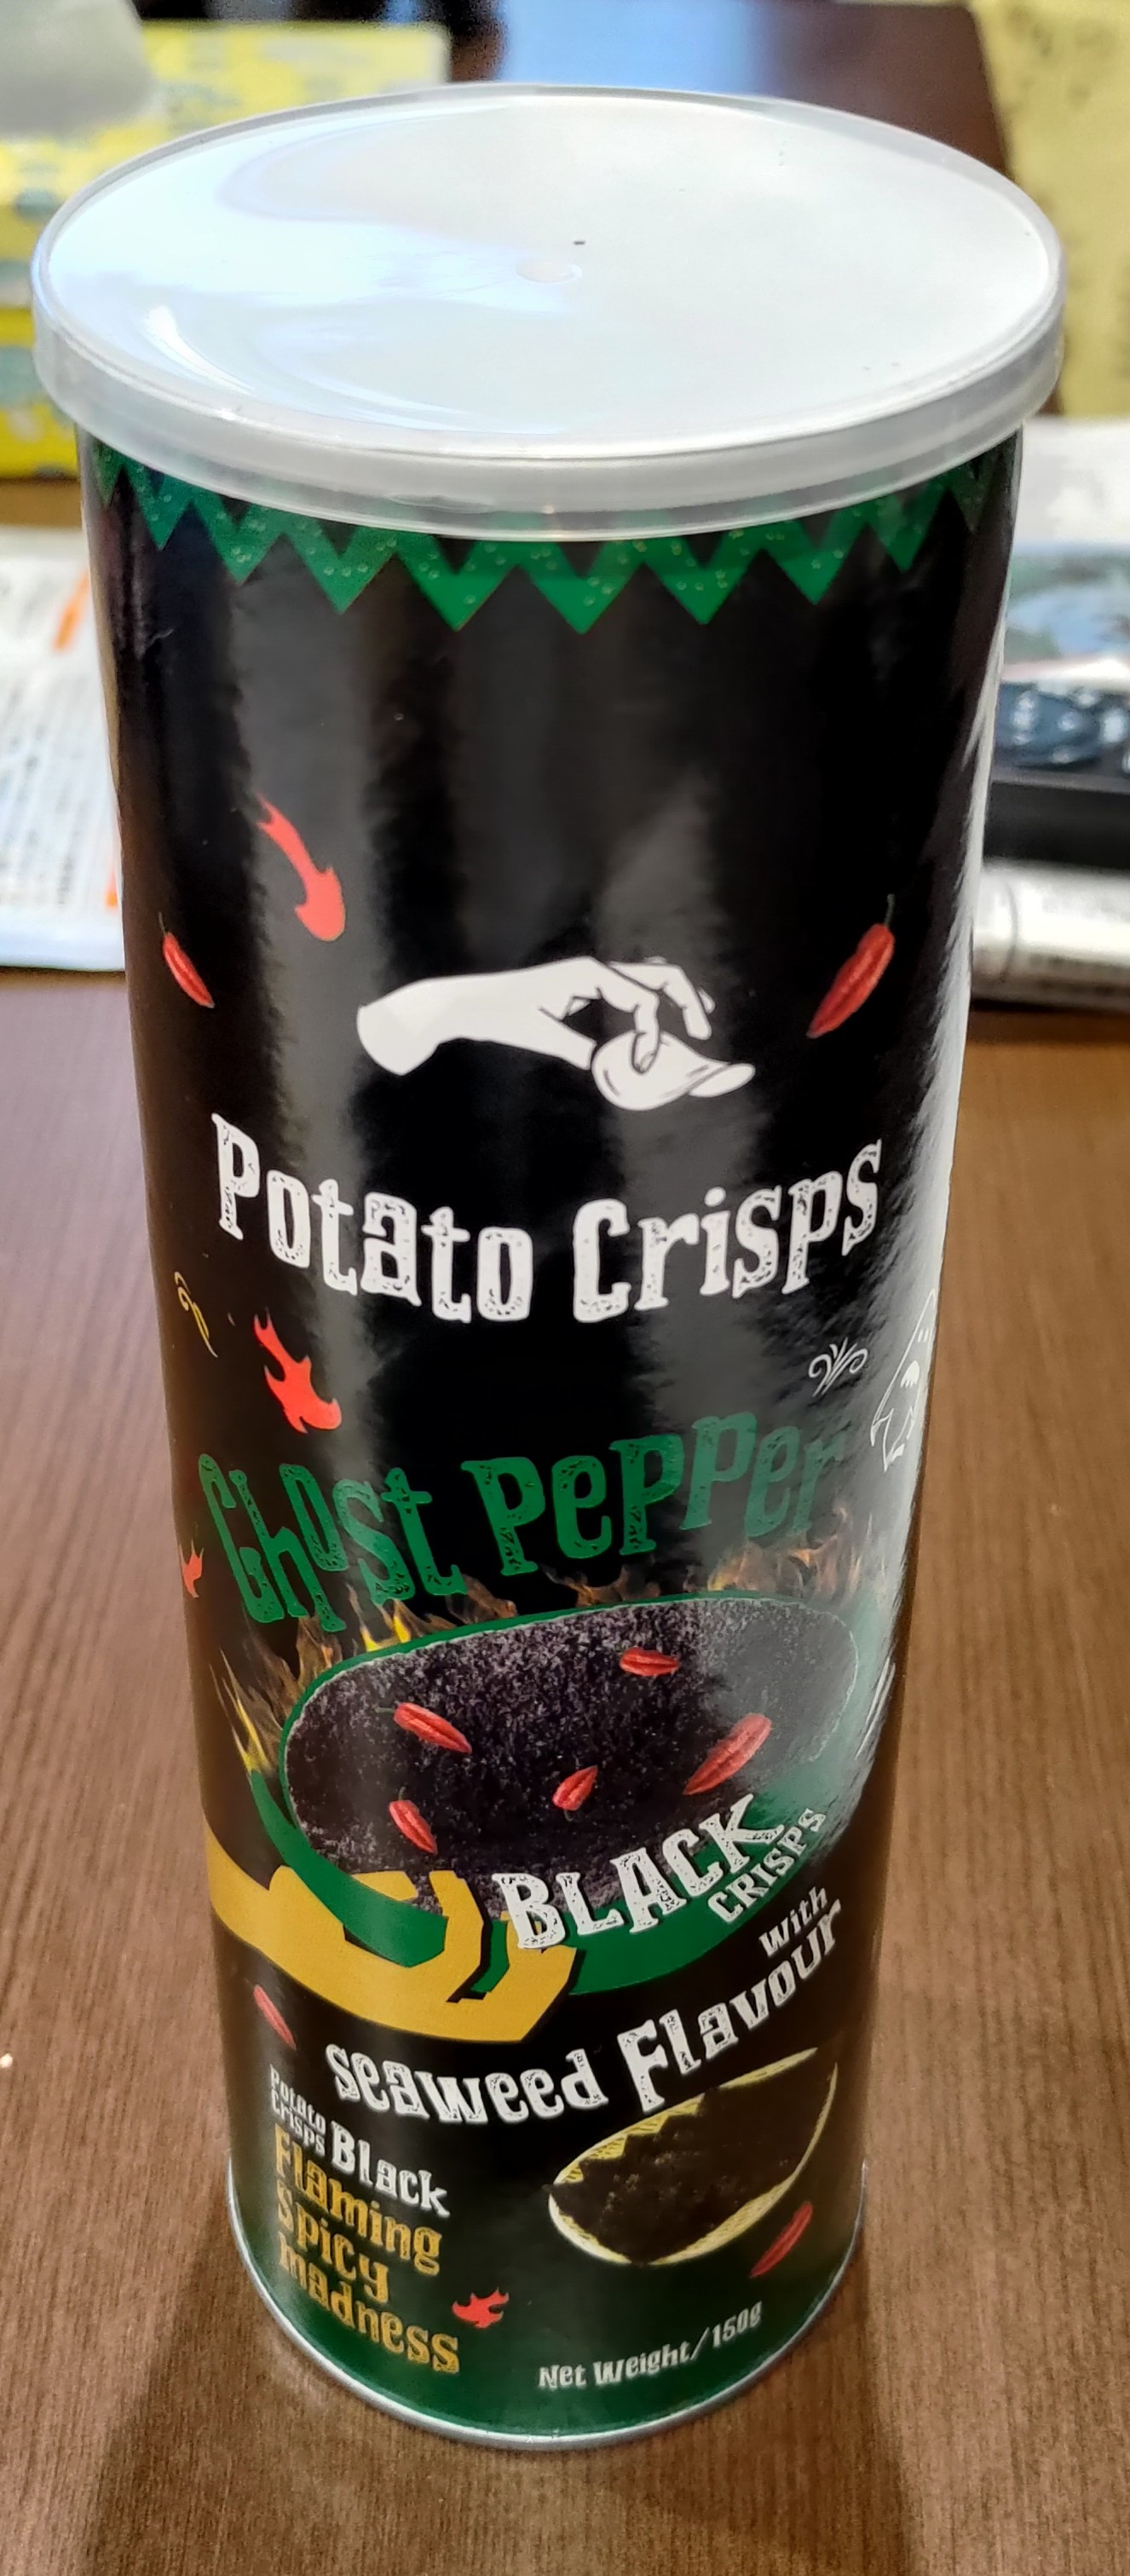 Potato Crisps
Ghost Pepper
BLACK
CRISPS
with
seaweed Flavour
Potato
Crisps Black
Flaming
Spicy
madness
Net Weight/150g